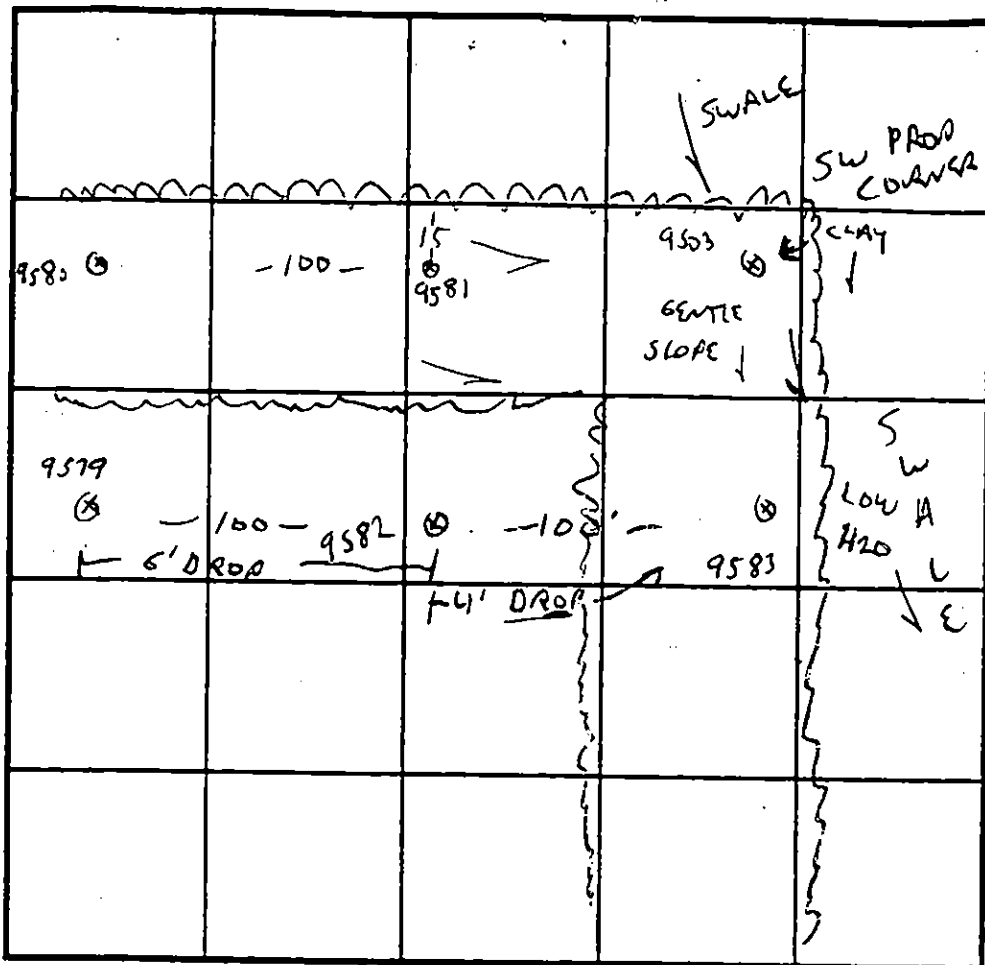 SWALE
SW PROP
CORNER
15
9503
CLAY
9580
-100-
9581
GENTLE
SLOPE
9579
S
W
A
L
E
LOW
H20
-100-
9582
-100'-
6' DROP
9583
4' DROP